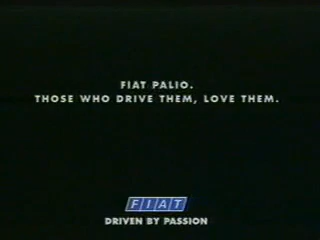 FIAT PALIO.
THOSE WHO DRIVE THEM, LOVE THEM.
FIAT
DRIVEN BY PASSION